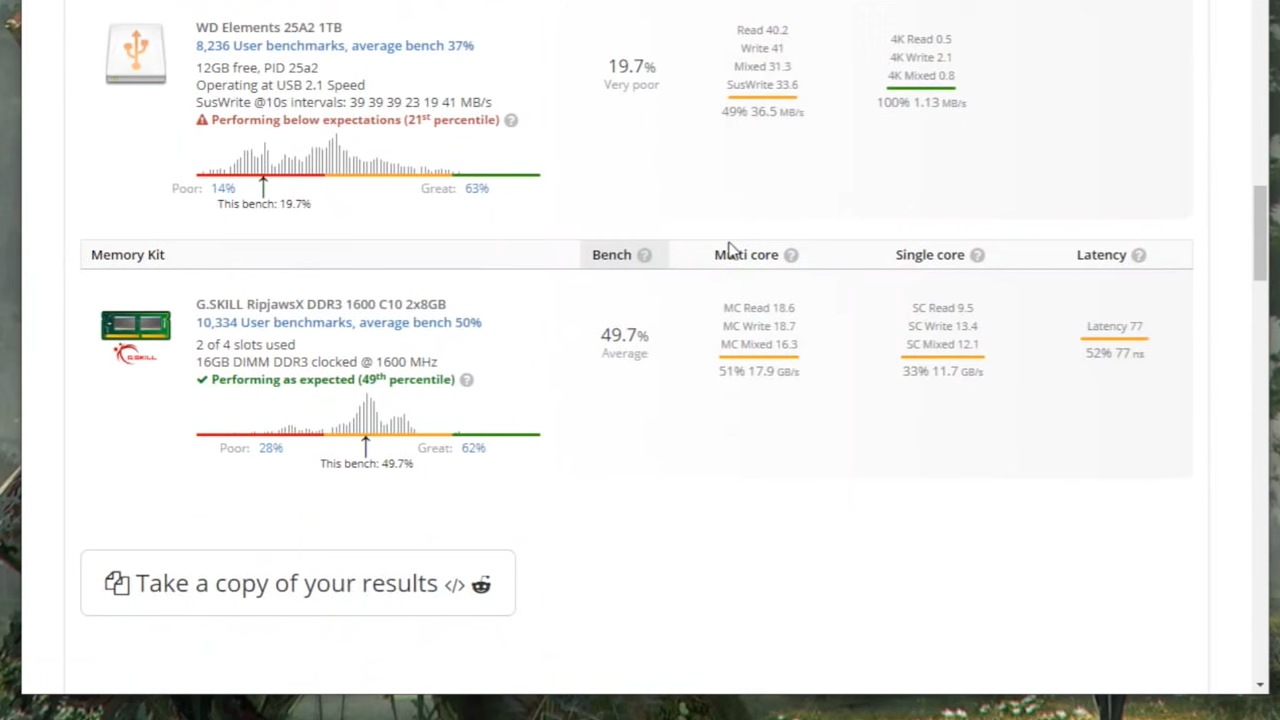 WD Elements 25A2 1TB
8,236 User benchmarks, average bench 37%
12GB free, PID 25a2
Operating at USB 2.1 Speed
SusWrite @10s intervals: 39 39 39 23 19 41 MB/s
Performing below expectations (21st percentile) ?
Poor: 14% Great: 63%
This bench: 19.7%
19.7%
Very poor
Read 40.2
Write 41
Mixed 31.3
SusWrite 33.6
49% 36.5 MB/s
4K Read 0.5
4K Write 2.1
4K Mixed 0.8
100% 1.13 MB/s
Memory Kit Bench ? Multi core ? Single core ? Latency ?
G.SKILL RipjawsX DDR3 1600 C10 2x8GB
10,334 User benchmarks, average bench 50%
2 of 4 slots used
16GB DIMM DDR3 clocked @ 1600 MHz
Performing as expected (49th percentile) ?
Poor: 28% Great: 62%
This bench: 49.7%
G.SKILL
49.7%
Average
MC Read 18.6
MC Write 18.7
MC Mixed 16.3
51% 17.9 GB/s
SC Read 9.5
SC Write 13.4
SC Mixed 12.1
33% 11.7 GB/s
Latency 77
52% 77 ns
Take a copy of your results </>